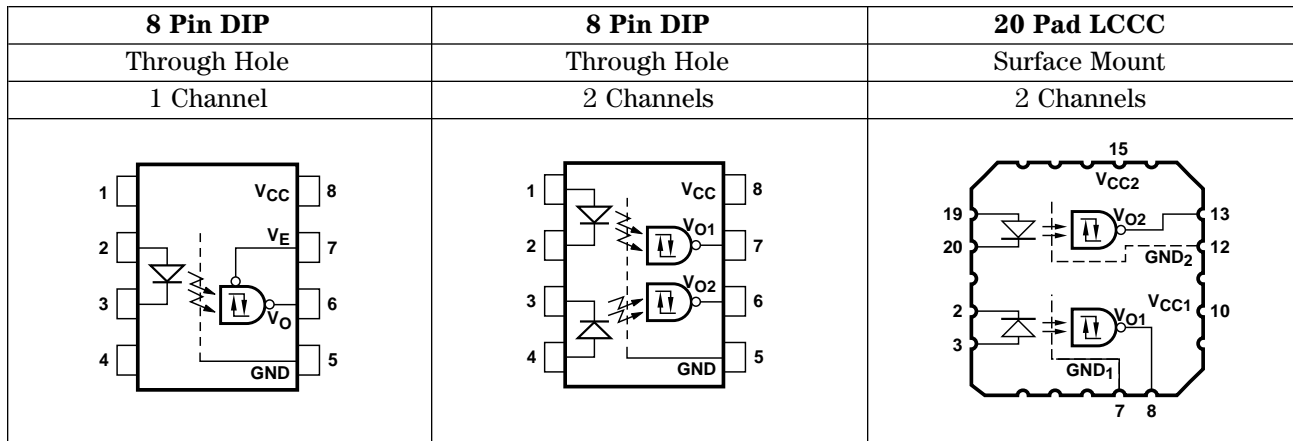 8 Pin DIP
8 Pin DIP
20 Pad LCCC
Through Hole
Through Hole
Surface Mount
1 Channel
2 Channels
2 Channels
1
2
3
4
VCC
VE
VO
GND
8
7
6
5
1
2
3
4
VCC
VO1
VO2
GND
8
7
6
5
15
VCC2
19
20
VO2
13
12
GND2
2
3
VCC1
10
VO1
GND1
7
8